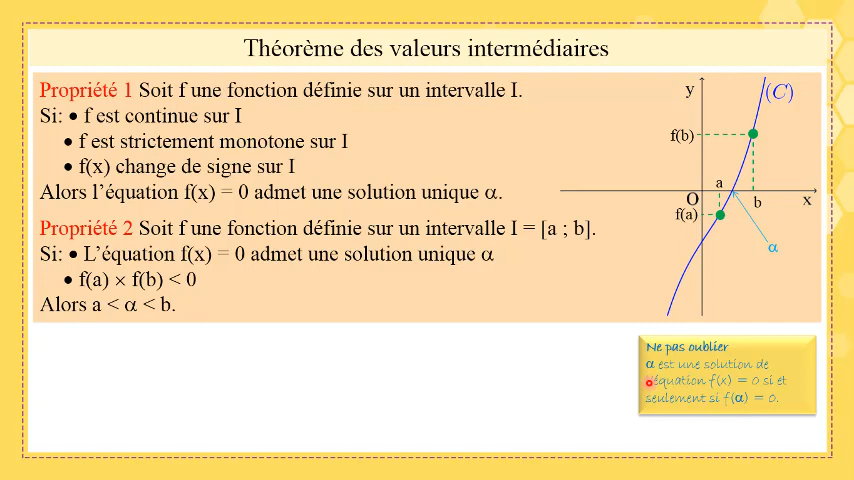 Théorème des valeurs intermédiaires
Propriété 1 Soit f une fonction définie sur un intervalle I.
Si: • f est continue sur I
• f est strictement monotone sur I
• f(x) change de signe sur I
Alors l’équation f(x) = 0 admet une solution unique α.
Propriété 2 Soit f une fonction définie sur un intervalle I = [a ; b].
Si: • L’équation f(x) = 0 admet une solution unique α
• f(a) × f(b) < 0
Alors a < α < b.
y
(C)
f(b)
a
O
b
x
f(a)
α
Ne pas oublier
α est une solution de
l’équation f(x) = 0 si et
seulement si f(α) = 0.